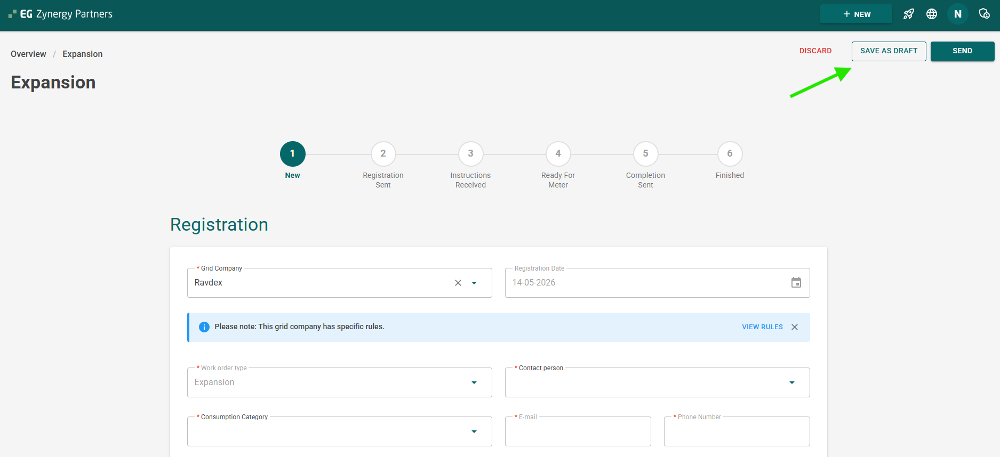 EG Zynergy Partners
+ NEW
N
Overview / Expansion
DISCARD
SAVE AS DRAFT
SEND
Expansion
1
2
3
4
5
6
New
Registration
Sent
Instructions
Received
Ready For
Meter
Completion
Sent
Finished
Registration
* Grid Company
Ravdex
Registration Date
14-05-2026
Please note: This grid company has specific rules.
VIEW RULES
* Work order type
Expansion
* Contact person
* Consumption Category
* E-mail
* Phone Number